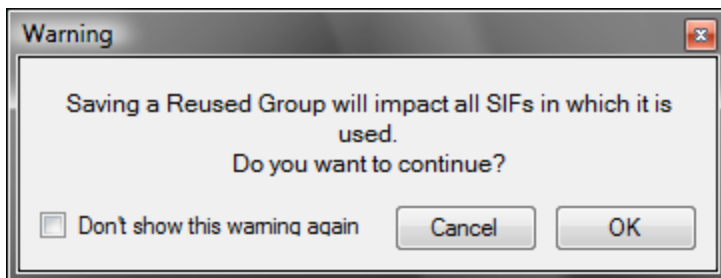 Warning
Saving a Reused Group will impact all SIFs in which it is
used.
Do you want to continue?
Don't show this warning again
Cancel
OK